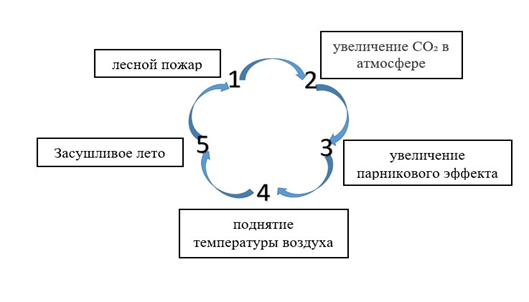 лесной пожар
1
2
увеличение CO₂ в
атмосфере
Засушливое лето
5
3
увеличение
парникового эффекта
4
поднятие
температуры воздуха